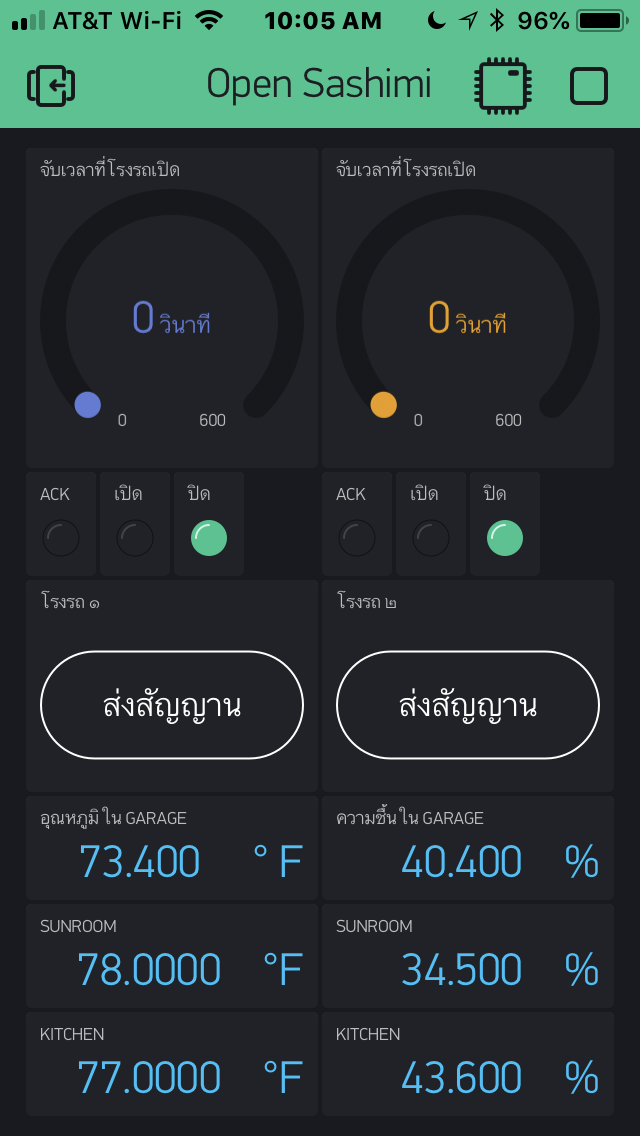 AT&T Wi-Fi 10:05 AM 96%
Open Sashimi
จับเวลาที่โรงรถเปิด จับเวลาที่โรงรถเปิด
0 วินาที 0 วินาที
0 600 0 600
ACK เปิด ปิด ACK เปิด ปิด
โรงรถ ๑ โรงรถ ๒
ส่งสัญญาน ส่งสัญญาน
อุณหภูมิ ใน GARAGE ความชื้น ใน GARAGE
73.400 ° F 40.400 %
SUNROOM SUNROOM
78.0000 °F 34.500 %
KITCHEN KITCHEN
77.0000 °F 43.600 %